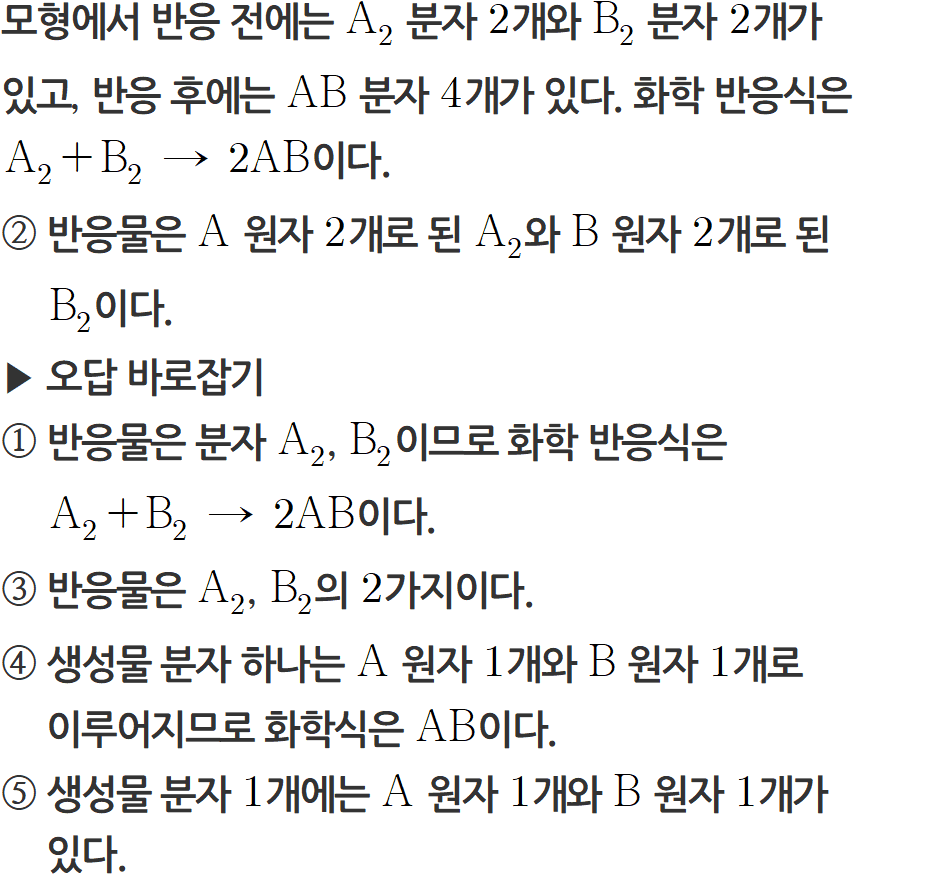 모형에서 반응 전에는 A₂ 분자 2개와 B₂ 분자 2개가
있고, 반응 후에는 AB 분자 4개가 있다. 화학 반응식은
A₂+B₂ → 2AB이다.
② 반응물은 A 원자 2개로 된 A₂와 B 원자 2개로 된
B₂이다.
▶ 오답 바로잡기
① 반응물은 분자 A₂, B₂이므로 화학 반응식은
A₂+B₂ → 2AB이다.
③ 반응물은 A₂, B₂의 2가지이다.
④ 생성물 분자 하나는 A 원자 1개와 B 원자 1개로
이루어지므로 화학식은 AB이다.
⑤ 생성물 분자 1개에는 A 원자 1개와 B 원자 1개가
있다.